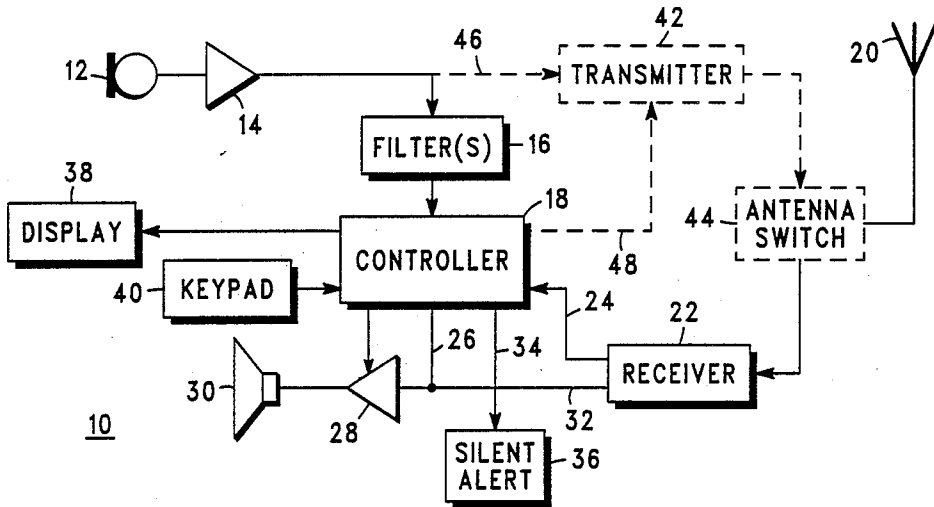 42
20
46
TRANSMITTER
12
14
FILTER(S)
16
38
18
44
ANTENNA
SWITCH
DISPLAY
CONTROLLER
48
40
KEYPAD
24
22
26
34
RECEIVER
30
28
32
10
SILENT
ALERT
36